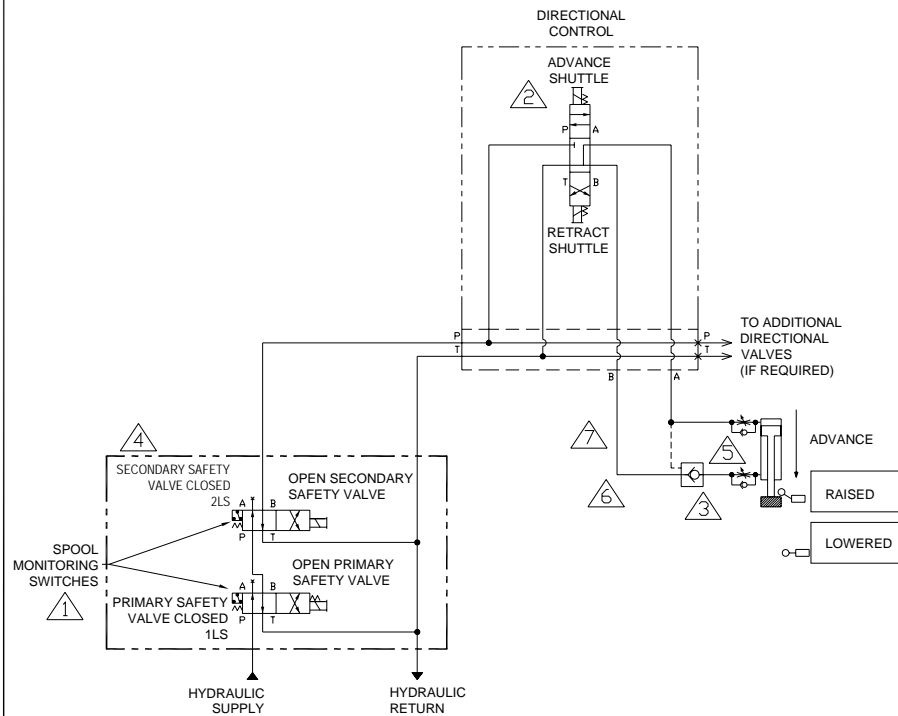 DIRECTIONAL
CONTROL
ADVANCE
SHUTTLE
2
P A
T B
RETRACT
SHUTTLE
P
T
P
T
TO ADDITIONAL
DIRECTIONAL
VALVES
(IF REQUIRED)
B A
4
7
5
ADVANCE
SECONDARY SAFETY
VALVE CLOSED
2LS
A B
OPEN SECONDARY
SAFETY VALVE
6
3
RAISED
P T
LOWERED
SPOOL
MONITORING
SWITCHES
1
OPEN PRIMARY
SAFETY VALVE
A B
PRIMARY SAFETY
VALVE CLOSED
1LS
P T
HYDRAULIC
SUPPLY
HYDRAULIC
RETURN